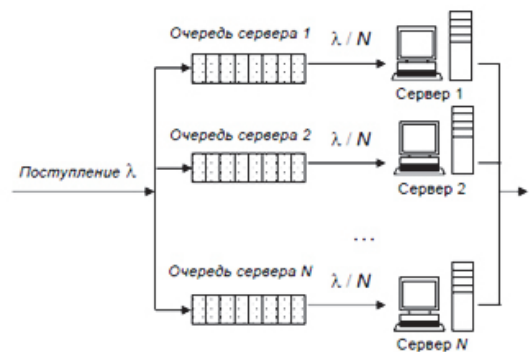 Очередь сервера 1
λ / N
Сервер 1
Очередь сервера 2
λ / N
Поступление λ
Сервер 2
...
Очередь сервера N
λ / N
Сервер N